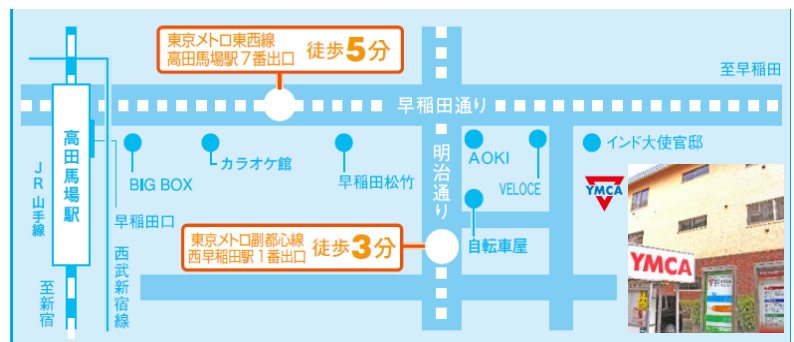 東京メトロ東西線
高田馬場駅7番出口 徒歩5分
至早稲田
早稲田通り
高田馬場駅
JR山手線
BIG BOX
カラオケ館
早稲田松竹
明治通り
AOKI
VELOCE
インド大使官邸
早稲田口
西武新宿線
至新宿
東京メトロ副都心線
西早稲田駅1番出口 徒歩3分
自転車屋
YMCA
YMCA